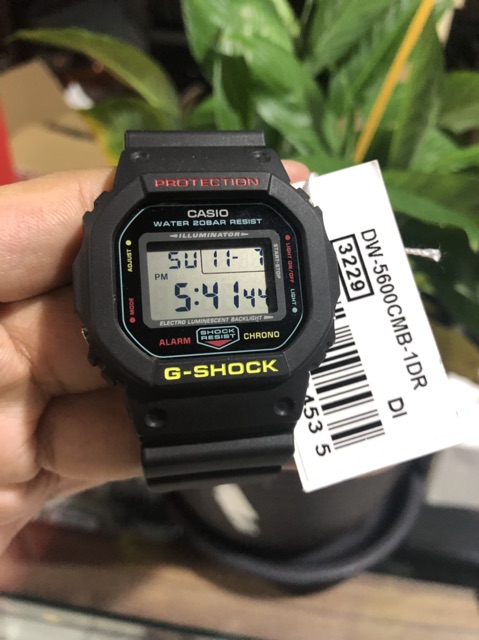 PROTECTION
CASIO
WATER 20BAR RESIST
ILLUMINATOR
ADJUST
MODE
LIGHT ON/OFF
START-STOP
LIGHT
SU 11- 7
PM 5:41 44
ELECTRO LUMINESCENT BACKLIGHT
ALARM
SHOCK
RESIST
CHRONO
G-SHOCK
DW-5600CMB-1DR
3229
DI
453 5